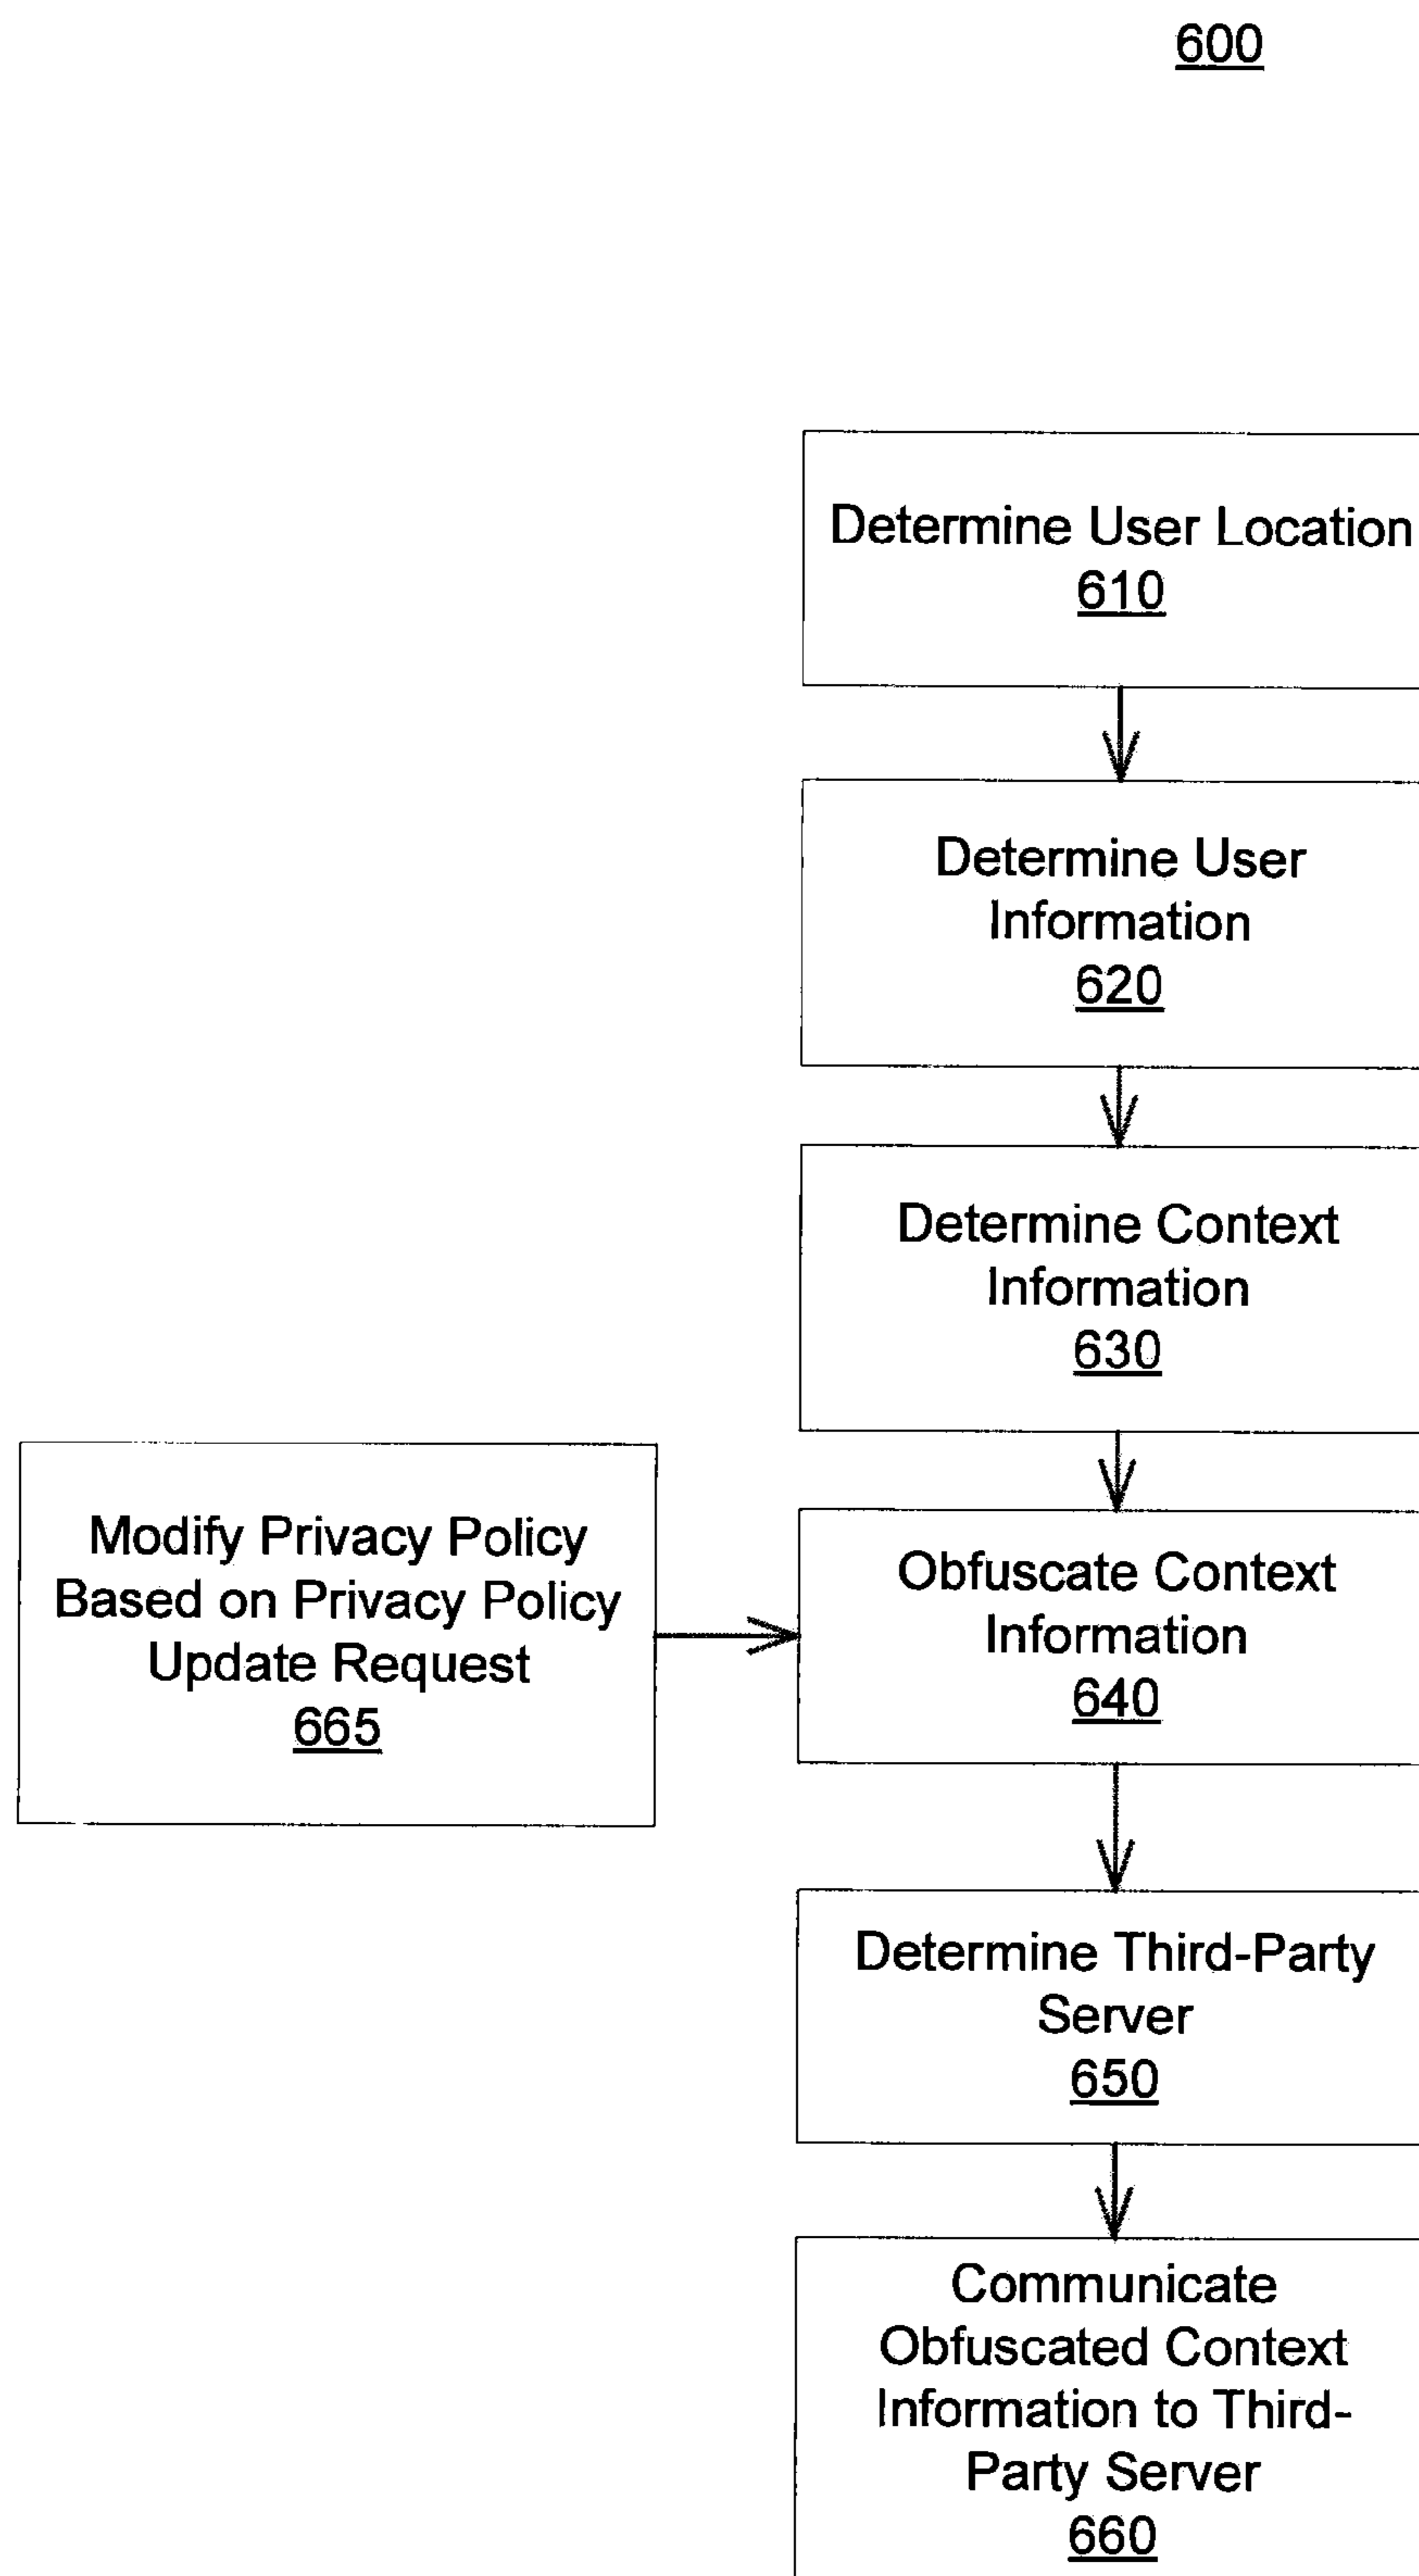 600
Determine User Location
610
Determine User
Information
620
Determine Context
Information
630
Modify Privacy Policy
Based on Privacy Policy
Update Request
665
Obfuscate Context
Information
640
Determine Third-Party
Server
650
Communicate
Obfuscated Context
Information to Third-
Party Server
660